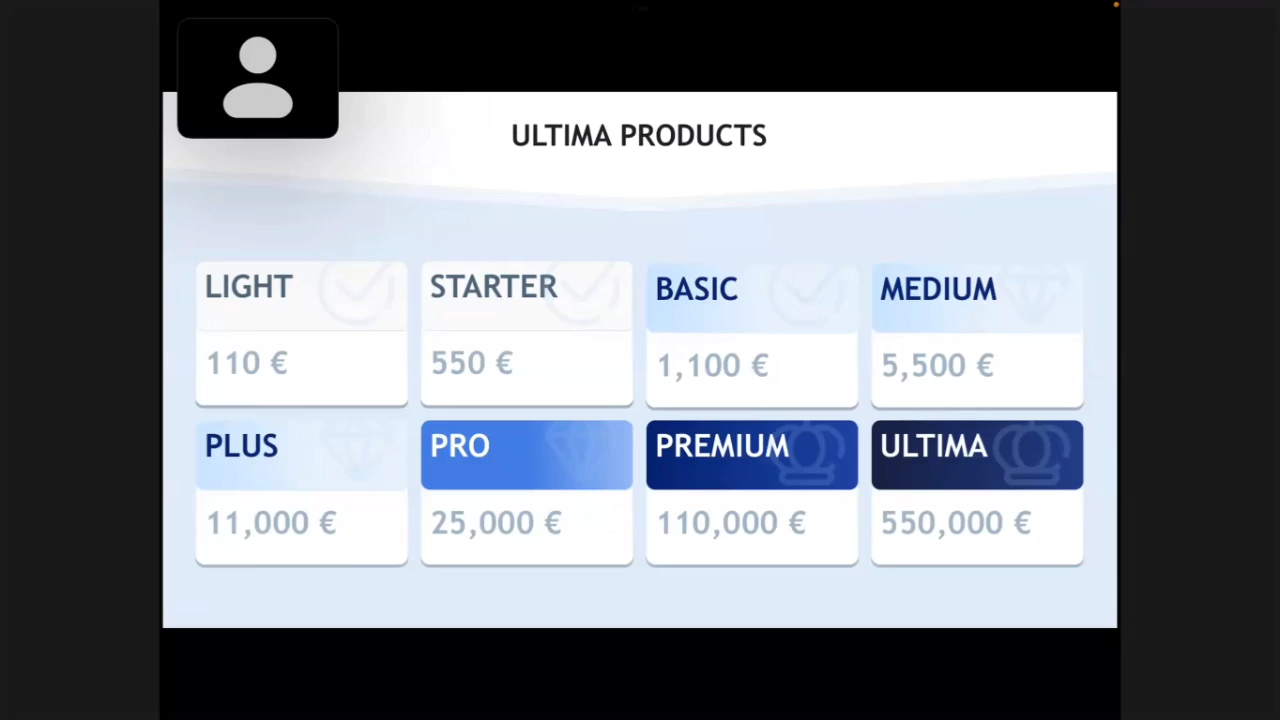 ULTIMA PRODUCTS
LIGHT
110 €
STARTER
550 €
BASIC
1,100 €
MEDIUM
5,500 €
PLUS
11,000 €
PRO
25,000 €
PREMIUM
110,000 €
ULTIMA
550,000 €